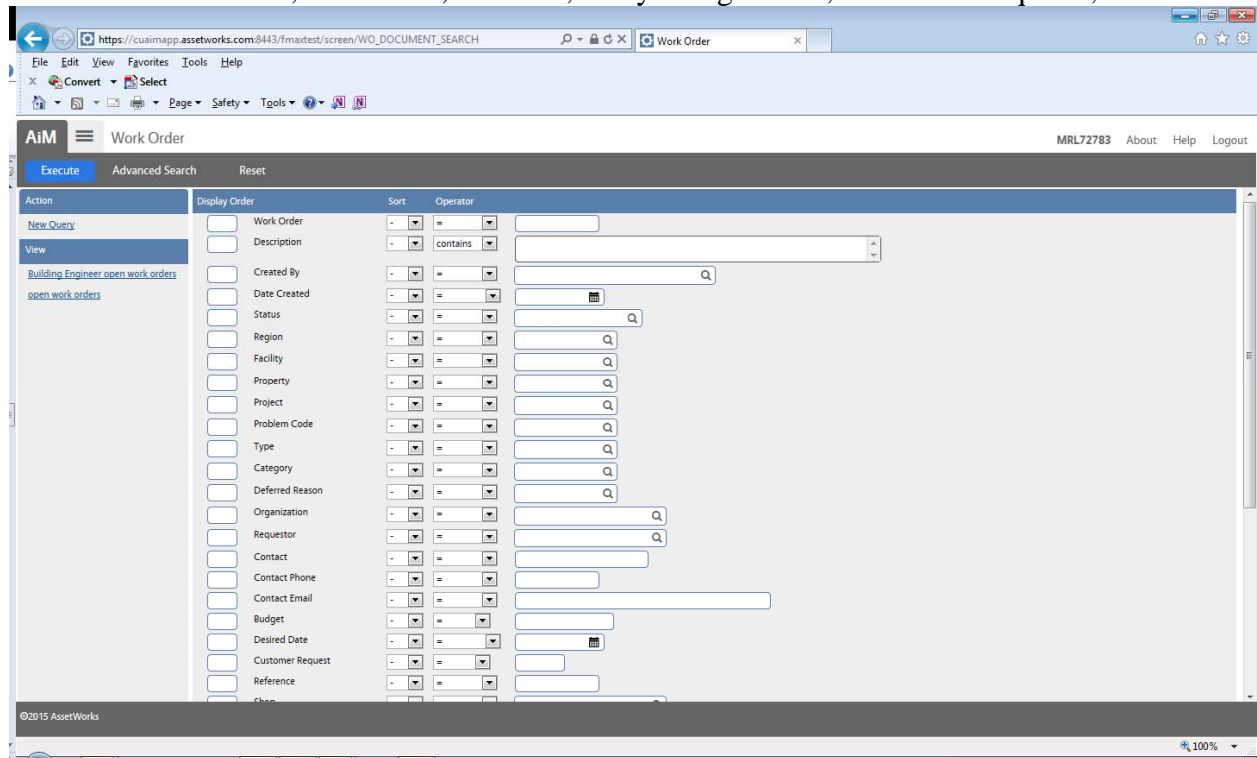 https://cuaimapp.assetworks.com:8443/fmaxtest/screen/WO_DOCUMENT_SEARCH Work Order
File Edit View Favorites Tools Help
Convert Select
Page Safety Tools
AiM Work Order MRL72783 About Help Logout
Execute Advanced Search Reset
Action Display Order Sort Operator
New Query Work Order - =
View Description - contains
Building Engineer open work orders Created By - =
open work orders Date Created - =
Status - =
Region - =
Facility - =
Property - =
Project - =
Problem Code - =
Type - =
Category - =
Deferred Reason - =
Organization - =
Requestor - =
Contact - =
Contact Phone - =
Contact Email - =
Budget - =
Desired Date - =
Customer Request - =
Reference - =
Shop
©2015 AssetWorks
100%